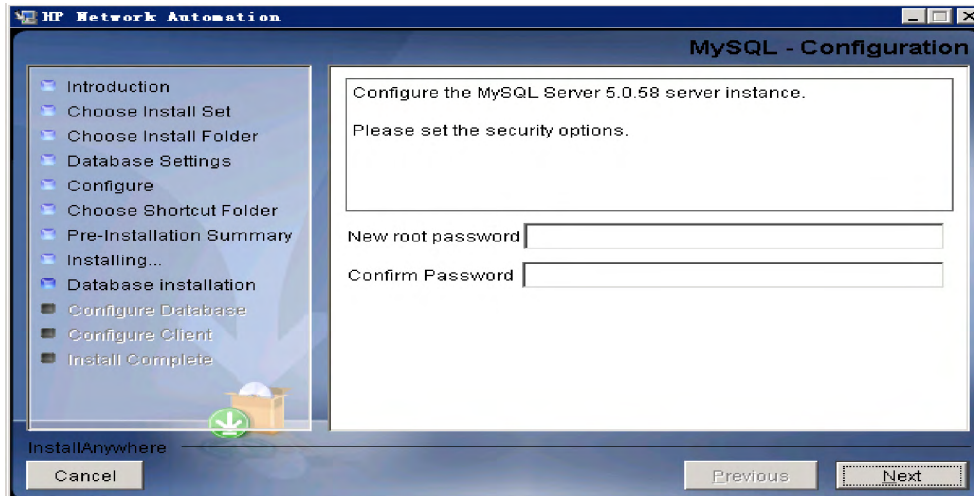 HP Network Automation
MySQL - Configuration
Introduction
Choose Install Set
Choose Install Folder
Database Settings
Configure
Choose Shortcut Folder
Pre-Installation Summary
Installing...
Database installation
Configure Database
Configure Client
Install Complete
Configure the MySQL Server 5.0.58 server instance.
Please set the security options.
New root password
Confirm Password
InstallAnywhere
Cancel
Previous
Next